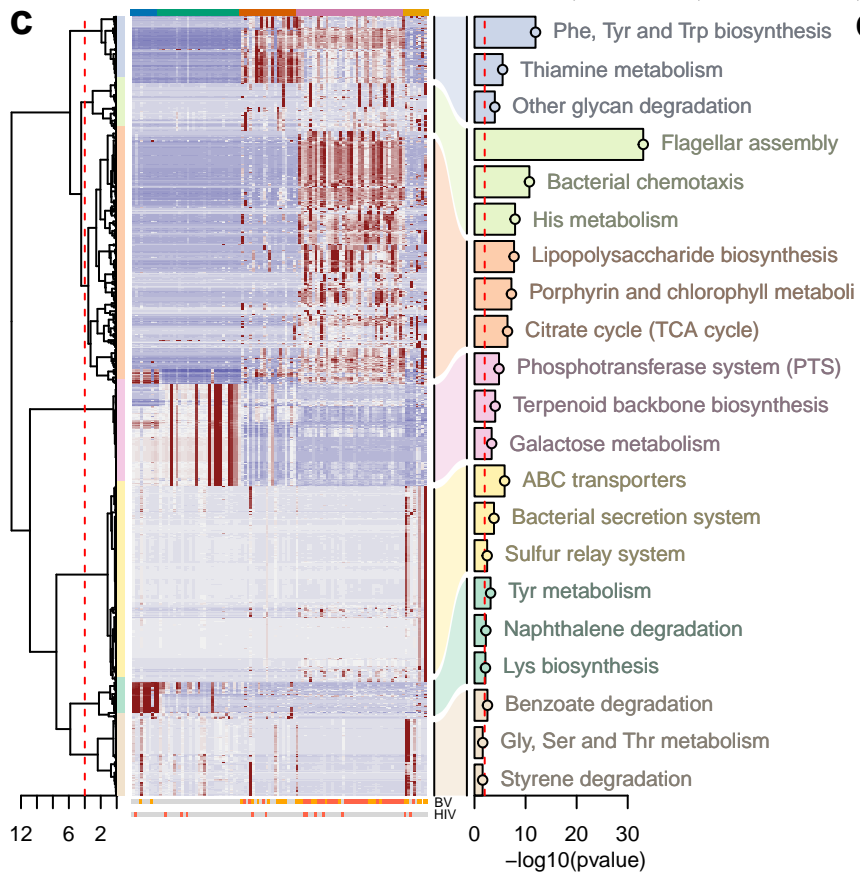 C
Phe, Tyr and Trp biosynthesis
Thiamine metabolism
Other glycan degradation
Flagellar assembly
Bacterial chemotaxis
His metabolism
Lipopolysaccharide biosynthesis
Porphyrin and chlorophyll metaboli
Citrate cycle (TCA cycle)
Phosphotransferase system (PTS)
Terpenoid backbone biosynthesis
Galactose metabolism
ABC transporters
Bacterial secretion system
Sulfur relay system
Tyr metabolism
Naphthalene degradation
Lys biosynthesis
Benzoate degradation
Gly, Ser and Thr metabolism
Styrene degradation
BV
HIV
12 6 2
0 10 20 30
−log10(pvalue)